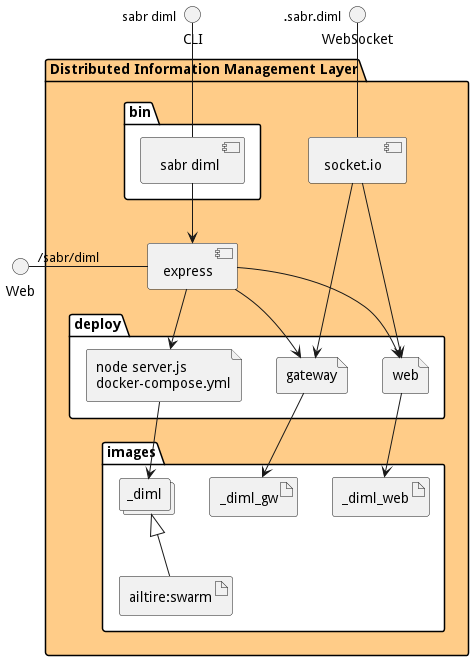 sabr diml
.sabr.diml
CLI
WebSocket
Distributed Information Management Layer
bin
sabr diml
socket.io
/sabr/diml
express
Web
deploy
node server.js
docker-compose.yml
gateway
web
images
_diml
_diml_gw
_diml_web
ailtire:swarm